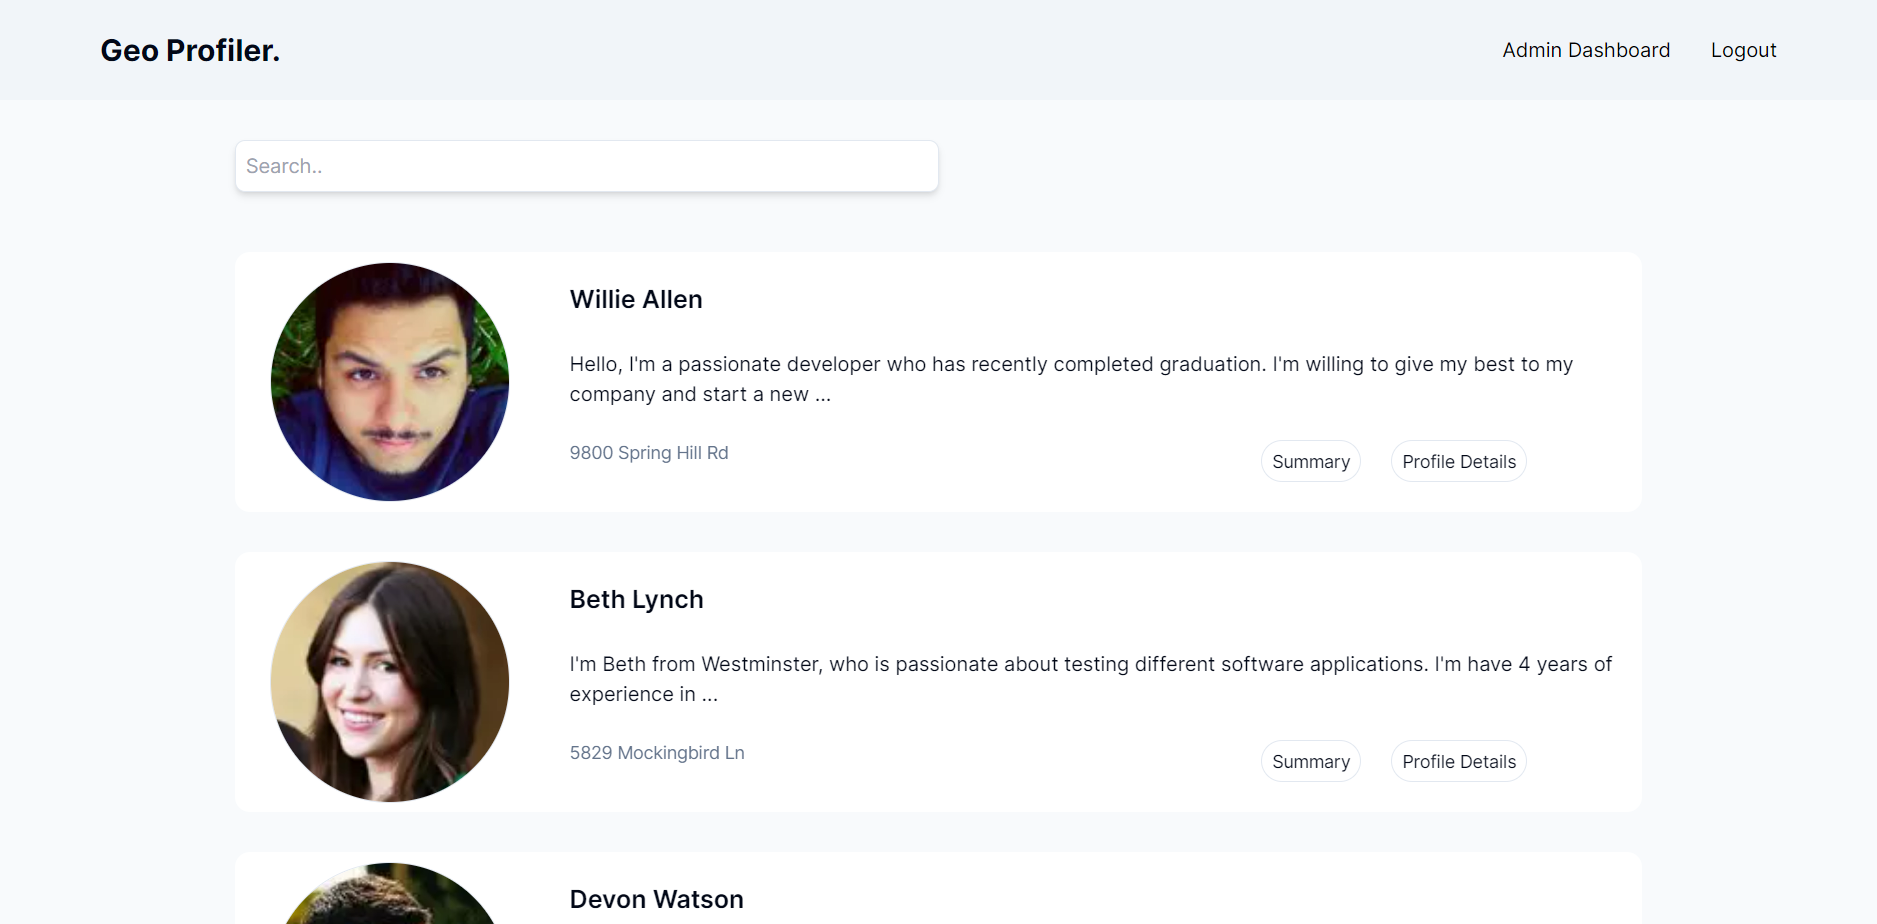 Geo Profiler.
Admin Dashboard
Logout
Search..
Willie Allen
Hello, I'm a passionate developer who has recently completed graduation. I'm willing to give my best to my
company and start a new ...
9800 Spring Hill Rd
Summary
Profile Details
Beth Lynch
I'm Beth from Westminster, who is passionate about testing different software applications. I'm have 4 years of
experience in ...
5829 Mockingbird Ln
Summary
Profile Details
Devon Watson